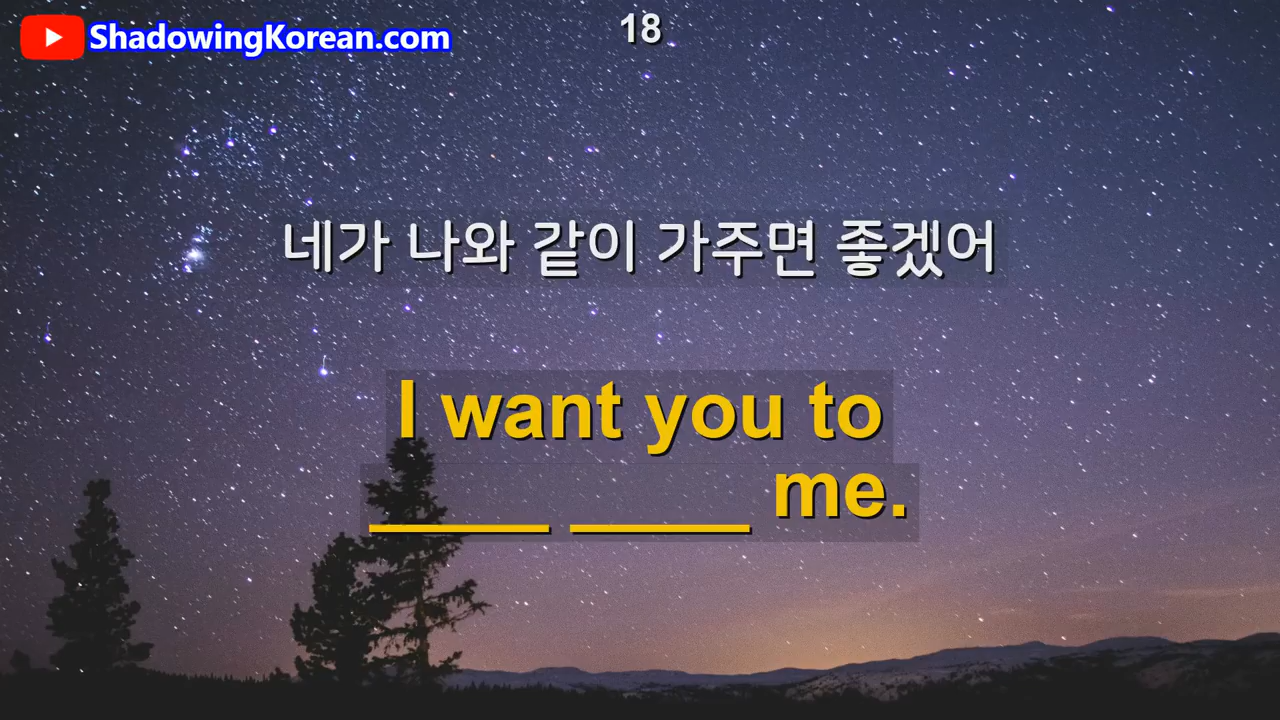 ShadowingKorean.com
18
네가 나와 같이 가주면 좋겠어
I want you to
____ ____ me.